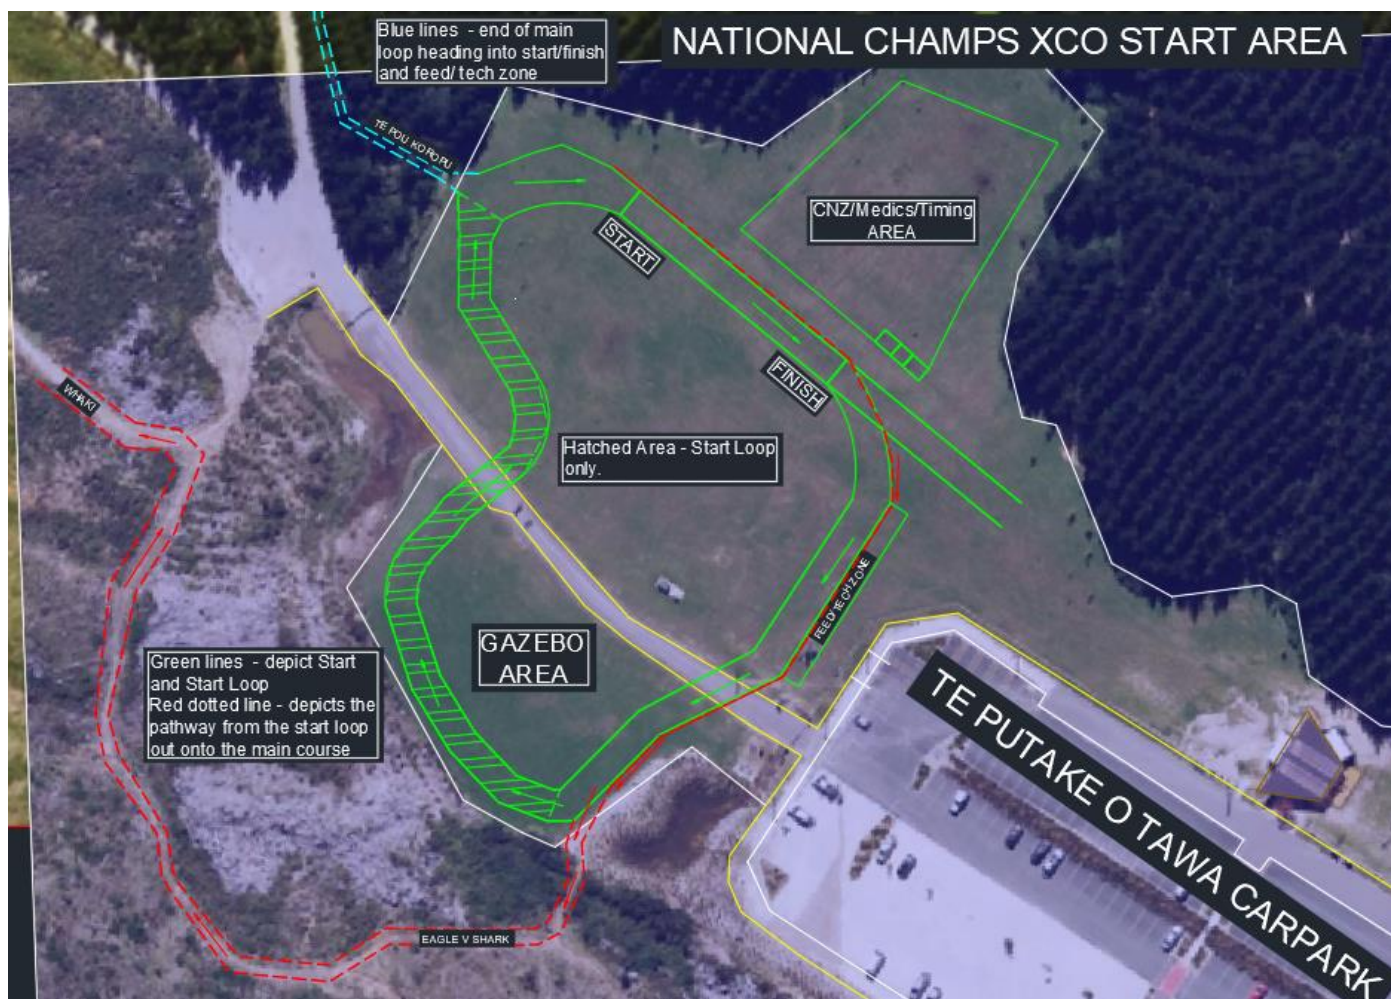 NATIONAL CHAMPS XCO START AREA
Blue lines - end of main
loop heading into start/finish
and feed/ tech zone
TE POU KOROPU
CNZ/Medics/Timing
AREA
START
FINISH
WHAKI
Hatched Area - Start Loop
only.
FEED/TECH ZONE
GAZEBO
AREA
Green lines - depict Start
and Start Loop
Red dotted line - depicts the
pathway from the start loop
out onto the main course
TE PUTAKE O TAWA CARPARK
EAGLE V SHARK